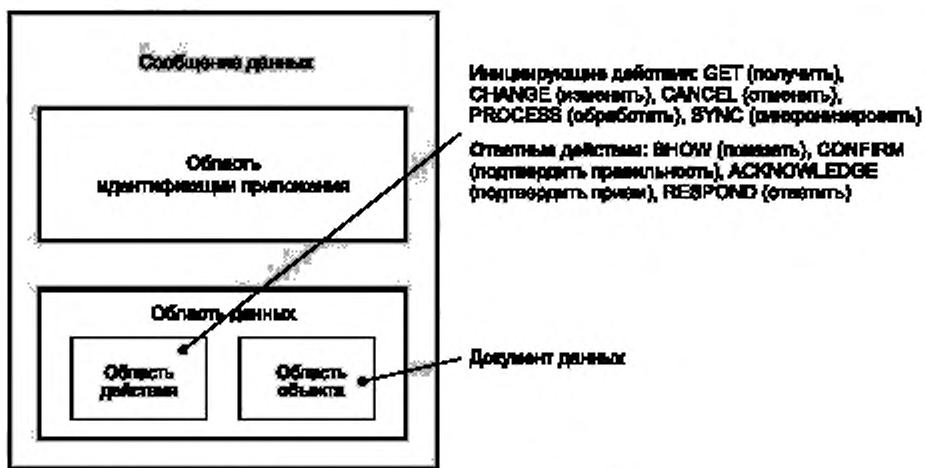 Сообщение данных
Область
идентификации приложения
Область данных
Область
действия
Область
объекта
Инициирующие действия: GET (получить),
CHANGE (изменить), CANCEL (отменить),
PROCESS (обработать), SYNC (синхронизировать)
Ответные действия: SHOW (показать), CONFIRM
(подтвердить правильность), ACKNOWLEDGE
(подтвердить прием), RESPOND (ответить)
Документ данных